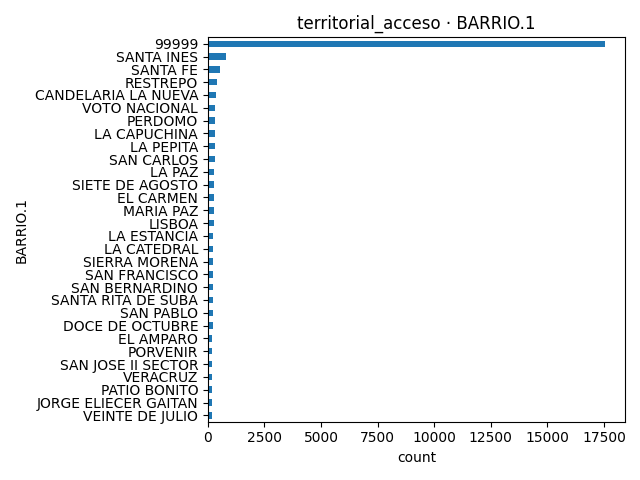 territorial_acceso · BARRIO.1
99999
SANTA INES
SANTA FE
RESTREPO
CANDELARIA LA NUEVA
VOTO NACIONAL
PERDOMO
LA CAPUCHINA
LA PEPITA
SAN CARLOS
LA PAZ
SIETE DE AGOSTO
EL CARMEN
MARIA PAZ
LISBOA
LA ESTANCIA
LA CATEDRAL
SIERRA MORENA
SAN FRANCISCO
SAN BERNARDINO
SANTA RITA DE SUBA
SAN PABLO
DOCE DE OCTUBRE
EL AMPARO
PORVENIR
SAN JOSE II SECTOR
VERACRUZ
PATIO BONITO
JORGE ELIECER GAITAN
VEINTE DE JULIO
BARRIO.1
0 2500 5000 7500 10000 12500 15000 17500
count